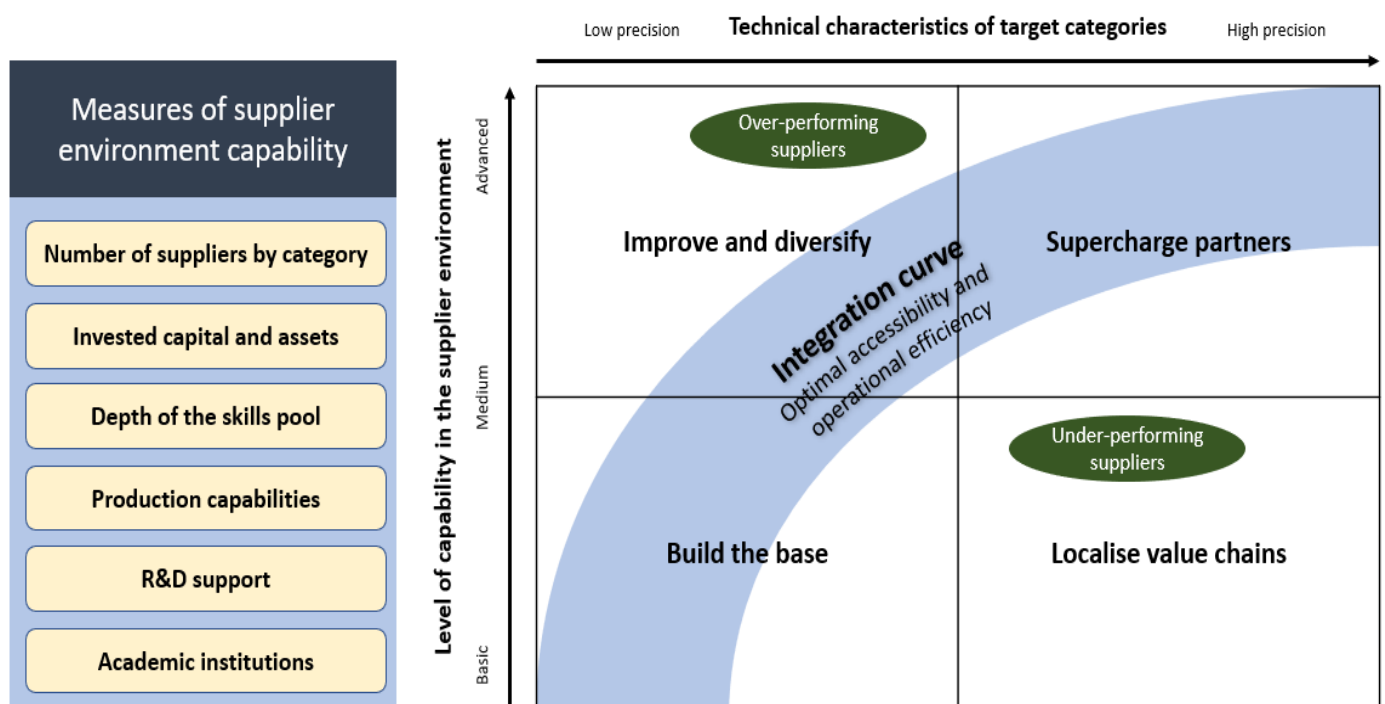 Measures of supplier
environment capability
Number of suppliers by category
Invested capital and assets
Depth of the skills pool
Production capabilities
R&D support
Academic institutions
Low precision
Technical characteristics of target categories
High precision
Level of capability in the supplier environment
Advanced
Medium
Basic
Over-performing
suppliers
Improve and diversify
Supercharge partners
Integration curve
Optimal accessibility and
operational efficiency
Under-performing
suppliers
Build the base
Localise value chains